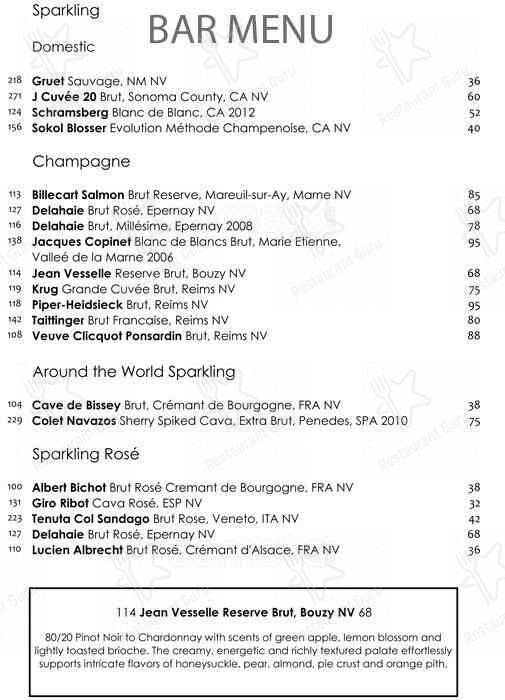 Sparkling
BAR MENU
Domestic
218 Gruet Sauvage, NM NV 36
271 J Cuvée 20 Brut, Sonoma County, CA NV 60
124 Schramsberg Blanc de Blanc, CA 2012 52
156 Sokol Blosser Evolution Méthode Champenoise, CA NV 40
Champagne
113 Billecart Salmon Brut Reserve, Mareuil-sur-Ay, Marne NV 85
127 Delahaie Brut Rosé, Epernay NV 68
116 Delahaie Brut, Millésime, Epernay 2008 78
138 Jacques Copinet Blanc de Blancs Brut, Marie Etienne, 95
Valleé de la Marne 2006
114 Jean Vesselle Reserve Brut, Bouzy NV 68
119 Krug Grande Cuvée Brut, Reims NV 75
118 Piper-Heidsieck Brut, Reims NV 95
142 Taittinger Brut Francaise, Reims NV 80
108 Veuve Clicquot Ponsardin Brut, Reims NV 88
Around the World Sparkling
104 Cave de Bissey Brut, Crémant de Bourgogne, FRA NV 38
229 Colet Navazos Sherry Spiked Cava, Extra Brut, Penedes, SPA 2010 75
Sparkling Rosé
100 Albert Bichot Brut Rosé Cremant de Bourgogne, FRA NV 38
131 Giro Ribot Cava Rosé, ESP NV 32
223 Tenuta Col Sandago Brut Rose, Veneto, ITA NV 42
127 Delahaie Brut Rosé, Epernay NV 68
110 Lucien Albrecht Brut Rosé, Crémant d'Alsace, FRA NV 36
114 Jean Vesselle Reserve Brut, Bouzy NV 68
80/20 Pinot Noir to Chardonnay with scents of green apple, lemon blossom and
lightly toasted brioche. The creamy, energetic and richly textured palate effortlessly
supports intricate flavors of honeysuckle, pear, almond, pie crust and orange pith.
Restaurant Guru